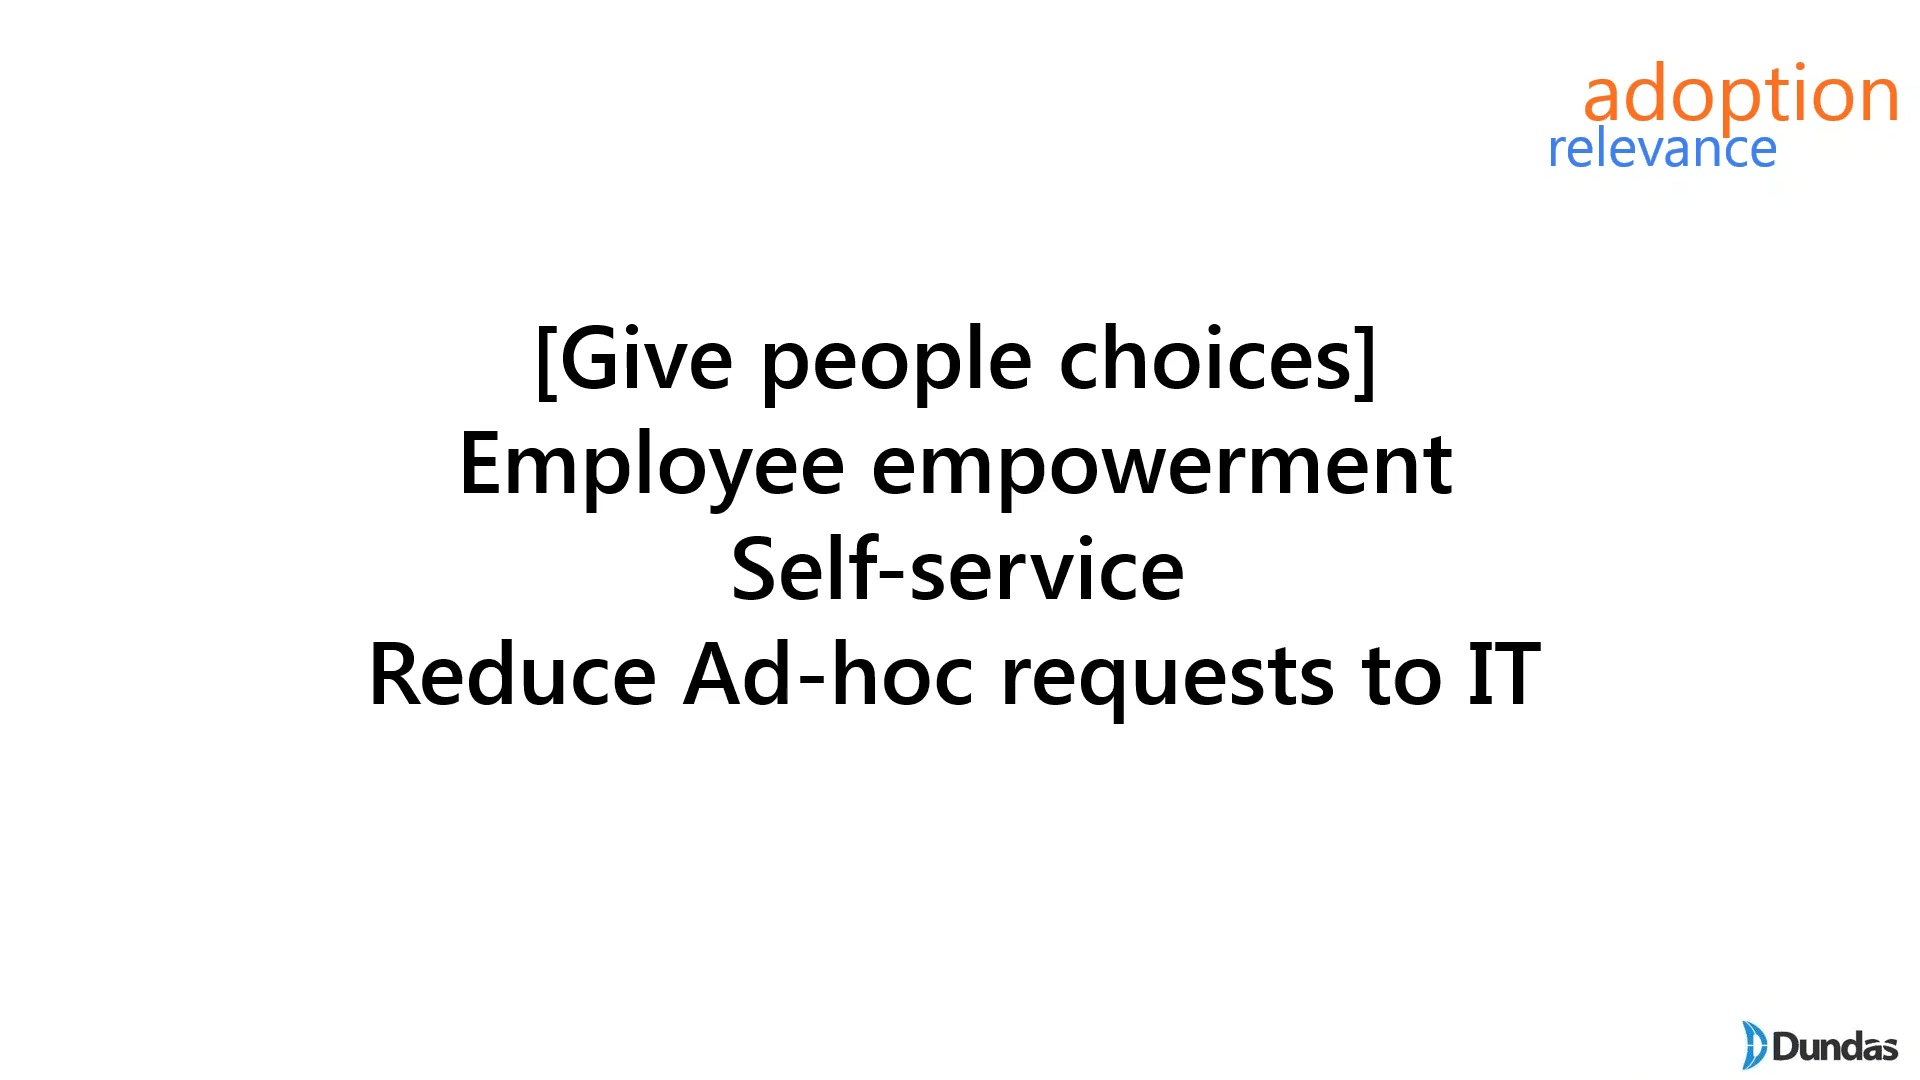 adoption
relevance
[Give people choices]
Employee empowerment
Self-service
Reduce Ad-hoc requests to IT
Dundas